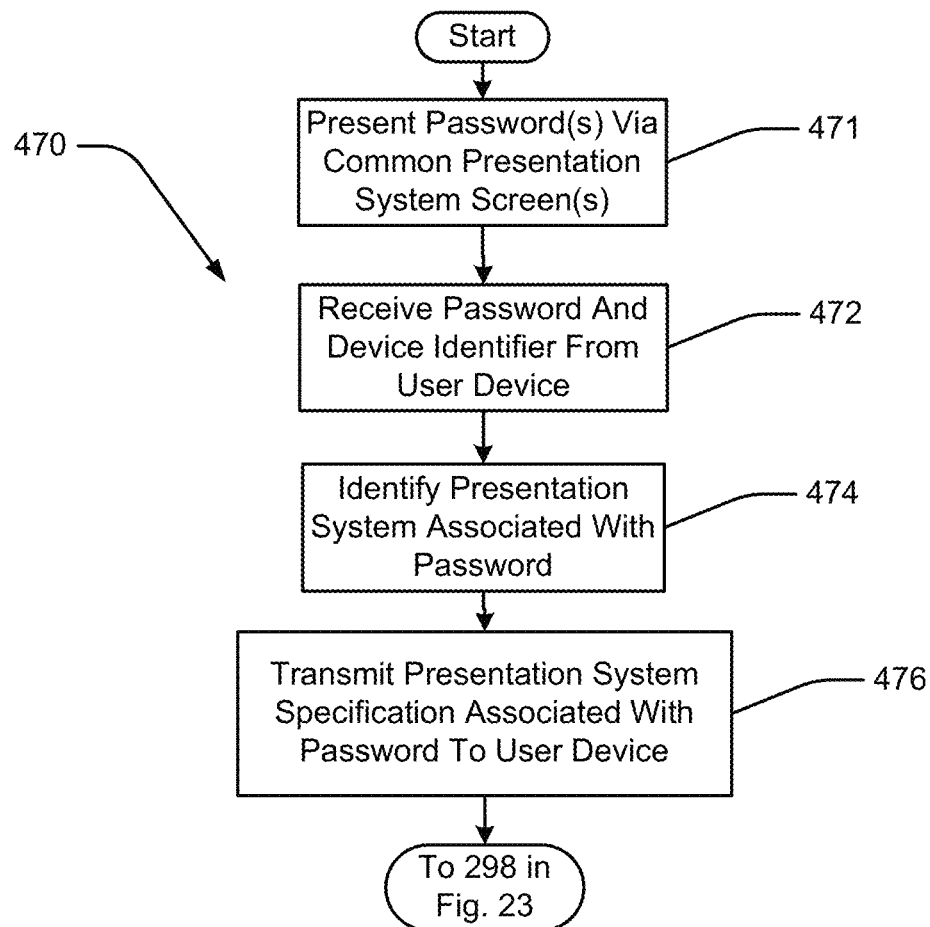 Start
Present Password(s) Via
Common Presentation
System Screen(s)
471
470
Receive Password And
Device Identifier From
User Device
472
Identify Presentation
System Associated With
Password
474
Transmit Presentation System
Specification Associated With
Password To User Device
476
To 298 in
Fig. 23